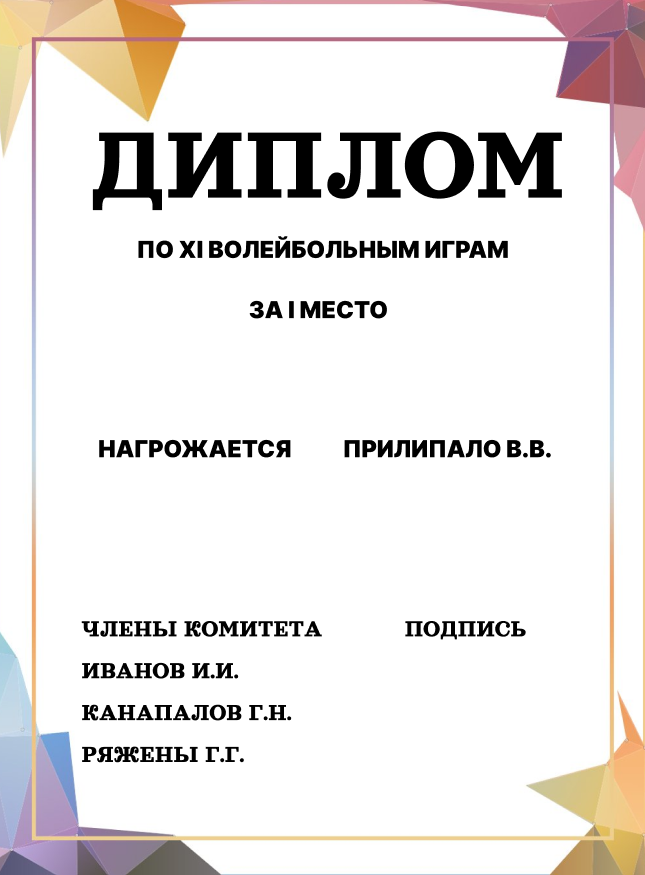 ДИПЛОМ
ПО XI ВОЛЕЙБОЛЬНЫМ ИГРАМ
ЗА I МЕСТО
НАГРОЖАЕТСЯ ПРИЛИПАЛО В.В.
ЧЛЕНЫ КОМИТЕТА ПОДПИСЬ
ИВАНОВ И.И.
КАНАПАЛОВ Г.Н.
РЯЖЕНЫ Г.Г.